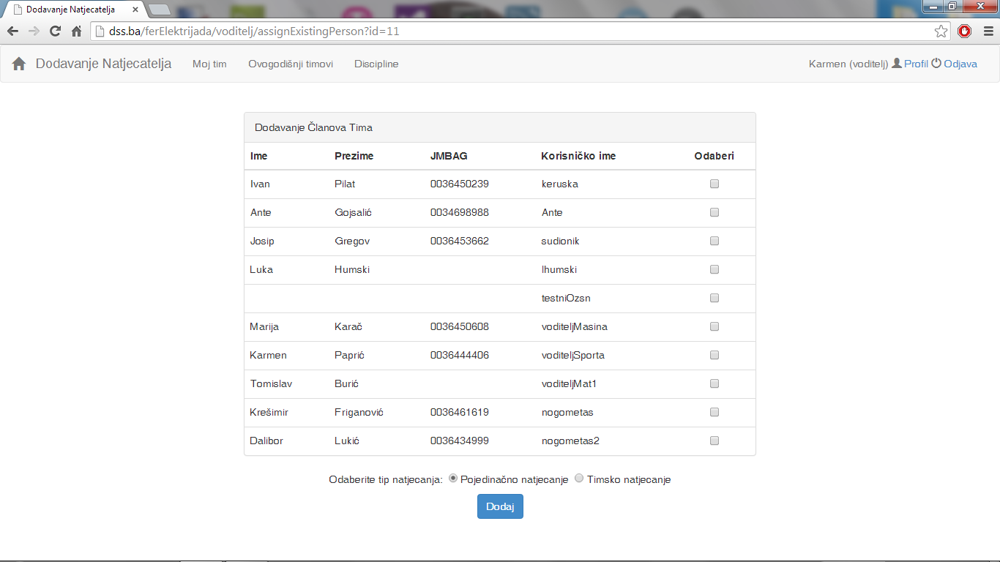 Dodavanje Natjecatelja
dss.ba/ferElektrijada/voditelj/assignExistingPerson?id=11
Dodavanje Natjecatelja Moj tim Ovogodišnji timovi Discipline Karmen (voditelj) Profil Odjava
Dodavanje Članova Tima
Ime Prezime JMBAG Korisničko ime Odaberi
Ivan Pilat 0036450239 keruska
Ante Gojsalić 0034698988 Ante
Josip Gregov 0036453662 sudionik
Luka Humski lhumski
testniOzsn
Marija Karač 0036450608 voditeljMasina
Karmen Paprić 0036444406 voditeljSporta
Tomislav Burić voditeljMat1
Krešimir Friganović 0036461619 nogometas
Dalibor Lukić 0036434999 nogometas2
Odaberite tip natjecanja: Pojedinačno natjecanje Timsko natjecanje
Dodaj